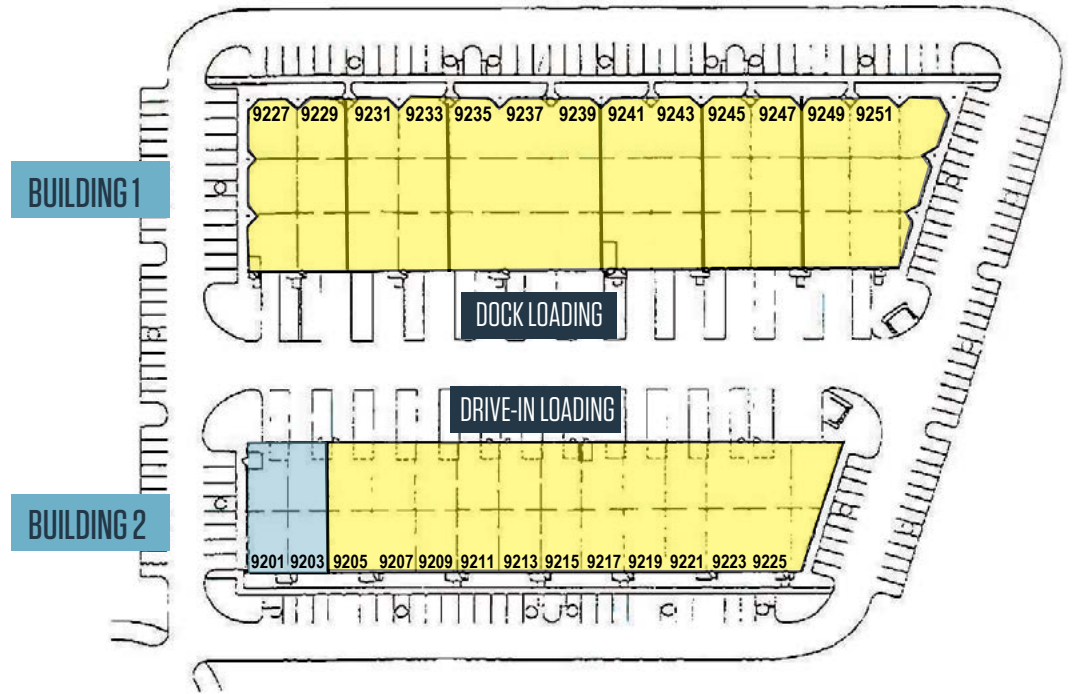 9227 9229 9231 9233 9235 9237 9239 9241 9243 9245 9247 9249 9251
BUILDING 1
DOCK LOADING
DRIVE-IN LOADING
BUILDING 2
9201 9203 9205 9207 9209 9211 9213 9215 9217 9219 9221 9223 9225